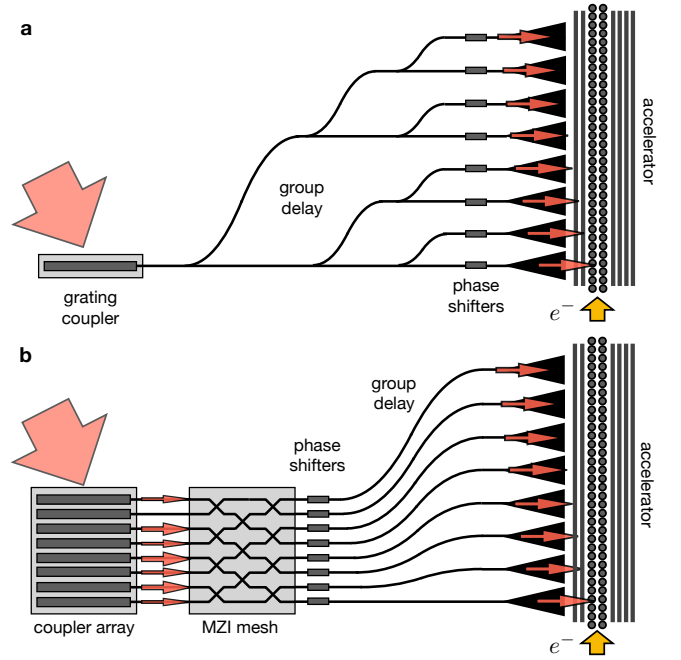 a
group
delay
grating
coupler
phase
shifters
accelerator
e⁻
b
group
delay
phase
shifters
coupler array
MZI mesh
accelerator
e⁻